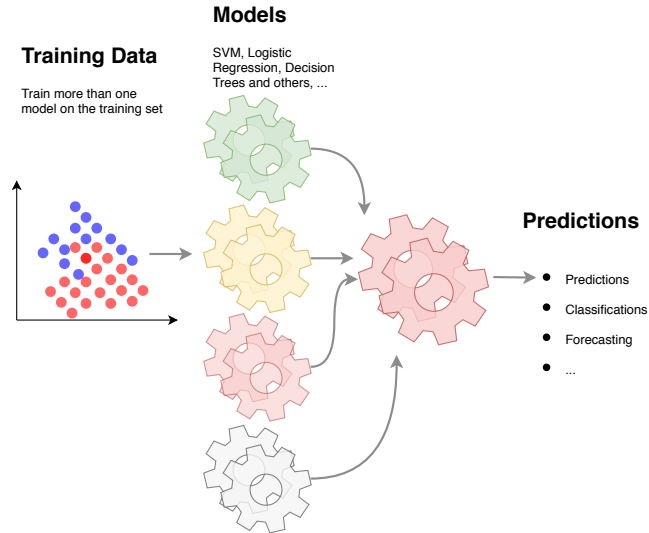 Models
SVM, Logistic
Regression, Decision
Trees and others, ...
Training Data
Train more than one
model on the training set
Predictions
Predictions
Classifications
Forecasting
...